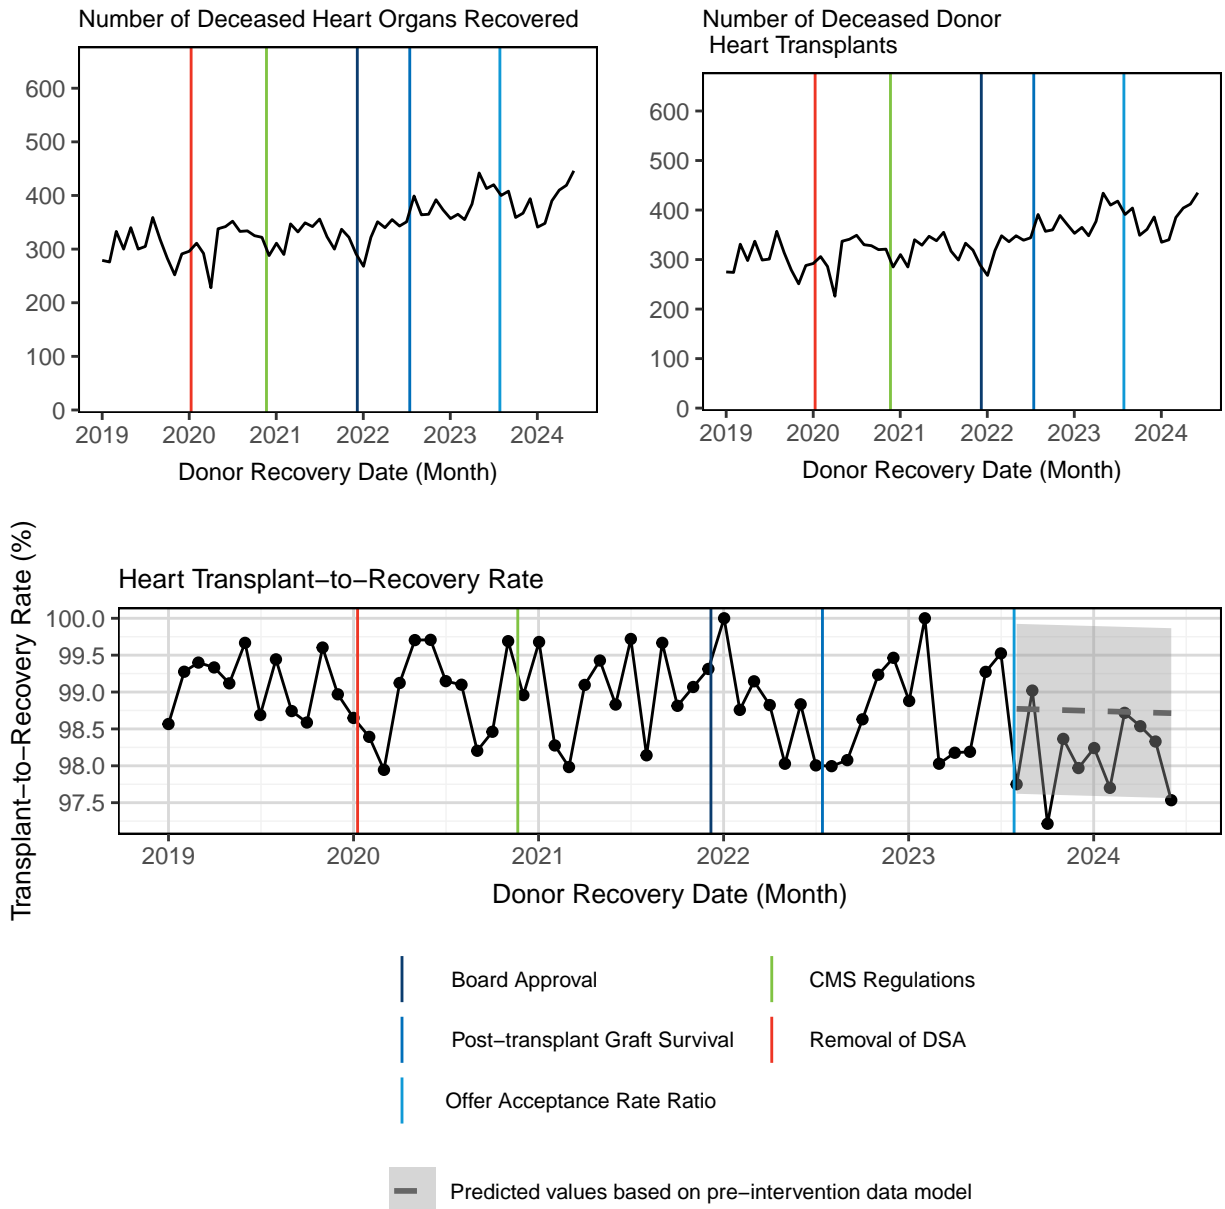 Number of Deceased Heart Organs Recovered
600
500
400
300
200
100
0
2019 2020 2021 2022 2023 2024
Donor Recovery Date (Month)
Number of Deceased Donor
Heart Transplants
600
500
400
300
200
100
0
2019 2020 2021 2022 2023 2024
Donor Recovery Date (Month)
Heart Transplant−to−Recovery Rate
Transplant−to−Recovery Rate (%)
100.0
99.5
99.0
98.5
98.0
97.5
2019 2020 2021 2022 2023 2024
Donor Recovery Date (Month)
Board Approval
Post−transplant Graft Survival
Offer Acceptance Rate Ratio
CMS Regulations
Removal of DSA
Predicted values based on pre−intervention data model